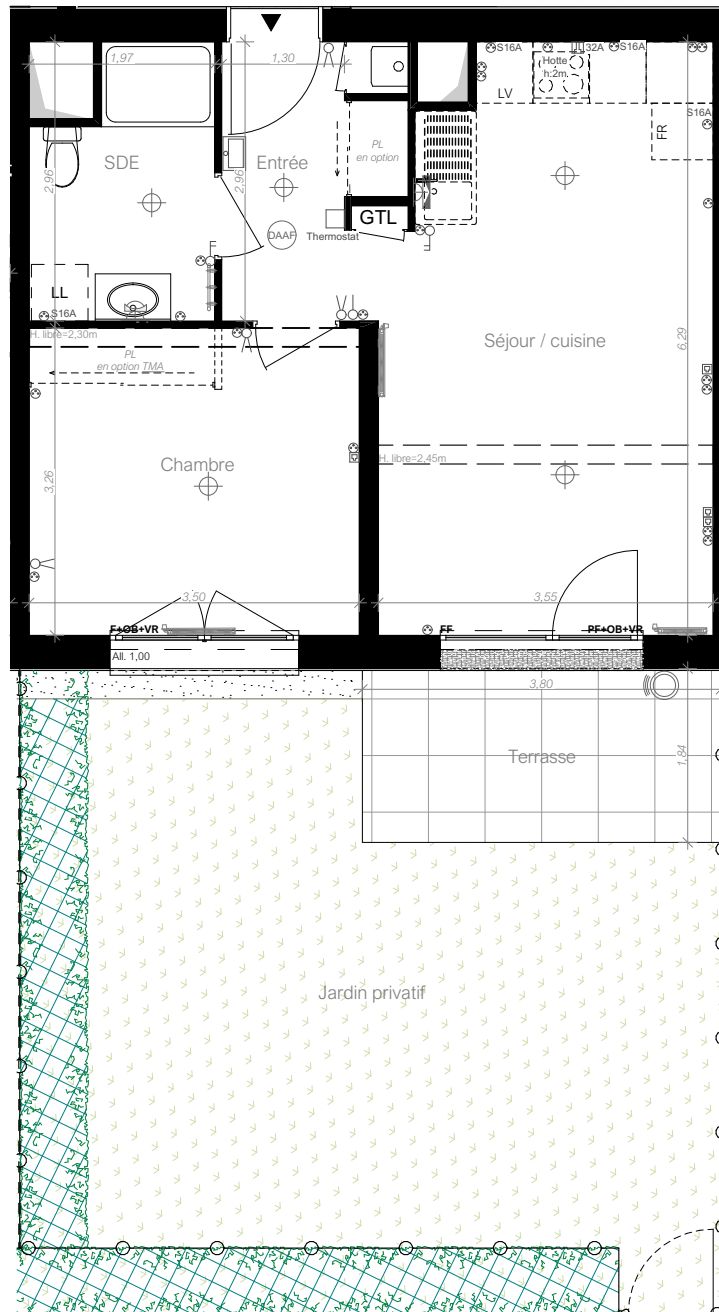 1,97
1,30
S16A
32A
S16A
Hotte
h:2m.
LV
S16A
FR
SDE
Entrée
PL
en option
2,96
2,96
GTL
DAAF
Thermostat
LL
S16A
H. libre=2,30m
PL
en option TMA
Séjour / cuisine
6,29
Chambre
H. libre=2,45m
3,26
3,50
3,55
F+OB+VR
FF
PF+OB+VR
All. 1,00
3,80
Terrasse
1,84
Jardin privatif